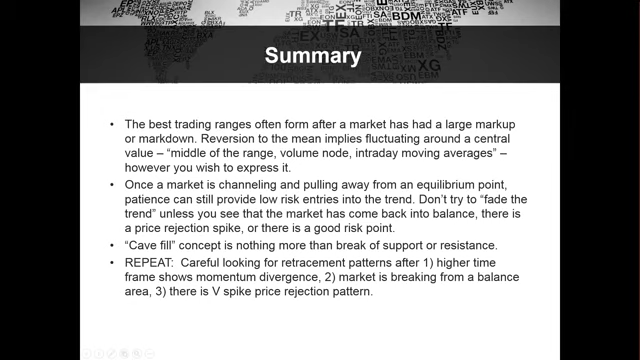 Summary
• The best trading ranges often form after a market has had a large markup
or markdown. Reversion to the mean implies fluctuating around a central
value – “middle of the range, volume node, intraday moving averages” –
however you wish to express it.
• Once a market is channeling and pulling away from an equilibrium point,
patience can still provide low risk entries into the trend. Don’t try to “fade the
trend” unless you see that the market has come back into balance, there is
a price rejection spike, or there is a good risk point.
• “Cave fill” concept is nothing more than break of support or resistance.
• REPEAT: Careful looking for retracement patterns after 1) higher time
frame shows momentum divergence, 2) market is breaking from a balance
area, 3) there is V spike price rejection pattern.